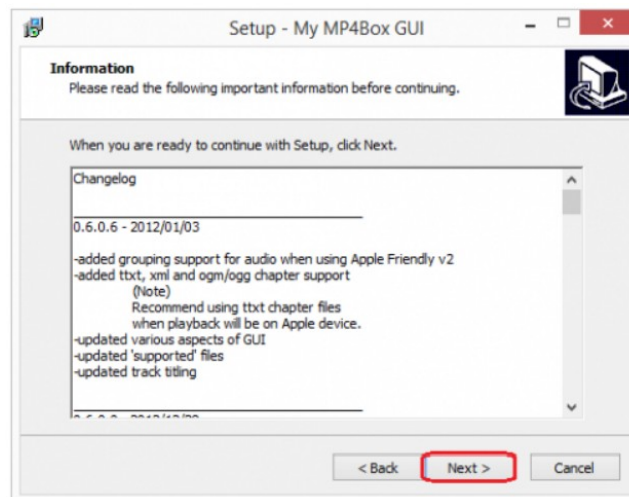 Setup - My MP4Box GUI
Information
Please read the following important information before continuing.
When you are ready to continue with Setup, click Next.
Changelog
0.6.0.6 - 2012/01/03
-added grouping support for audio when using Apple Friendly v2
-added ttxt, xml and ogm/ogg chapter support
(Note)
Recommend using ttxt chapter files
when playback will be on Apple device.
-updated various aspects of GUI
-updated 'supported' files
-updated track titling
< Back
Next >
Cancel